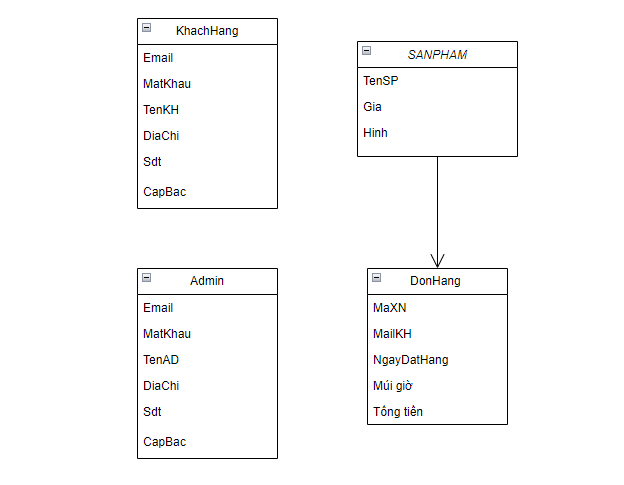 KhachHang
Email
MatKhau
TenKH
DiaChi
Sdt
CapBac
SANPHAM
TenSP
Gia
Hinh
Admin
Email
MatKhau
TenAD
DiaChi
Sdt
CapBac
DonHang
MaXN
MailKH
NgayDatHang
Múi giờ
Tổng tiền